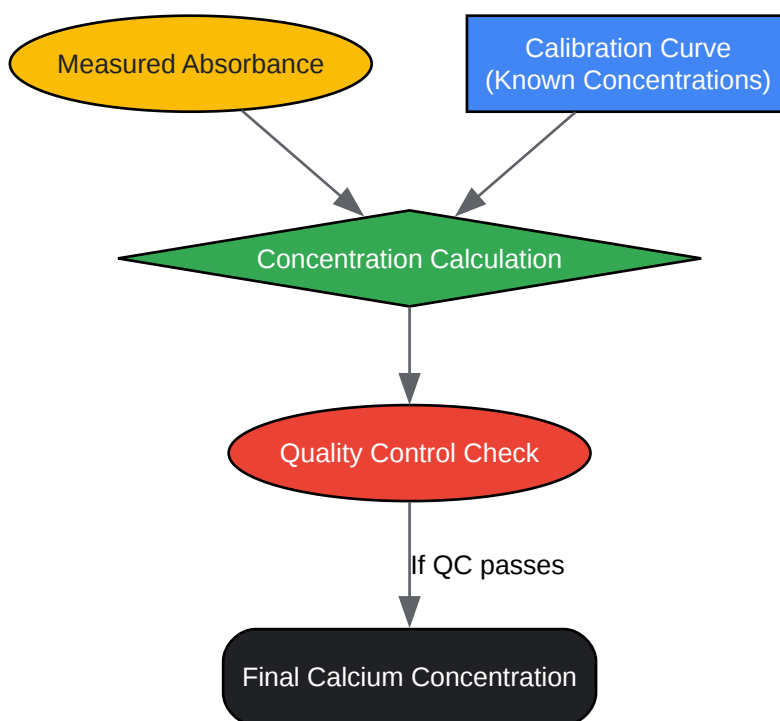 Measured Absorbance
Calibration Curve
(Known Concentrations)
Concentration Calculation
Quality Control Check
If QC passes
Final Calcium Concentration